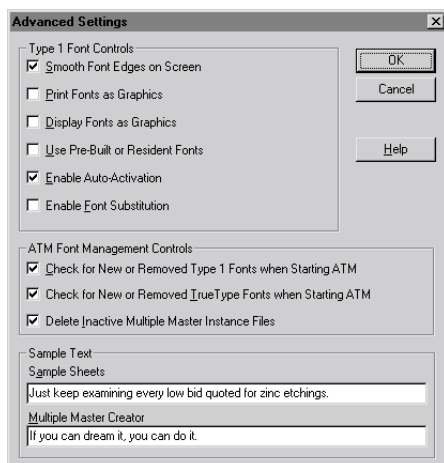 Advanced Settings
Type 1 Font Controls
Smooth Font Edges on Screen
Print Fonts as Graphics
Display Fonts as Graphics
Use Pre-Built or Resident Fonts
Enable Auto-Activation
Enable Font Substitution
OK
Cancel
Help
ATM Font Management Controls
Check for New or Removed Type 1 Fonts when Starting ATM
Check for New or Removed TrueType Fonts when Starting ATM
Delete Inactive Multiple Master Instance Files
Sample Text
Sample Sheets
Just keep examining every low bid quoted for zinc etchings.
Multiple Master Creator
If you can dream it, you can do it.